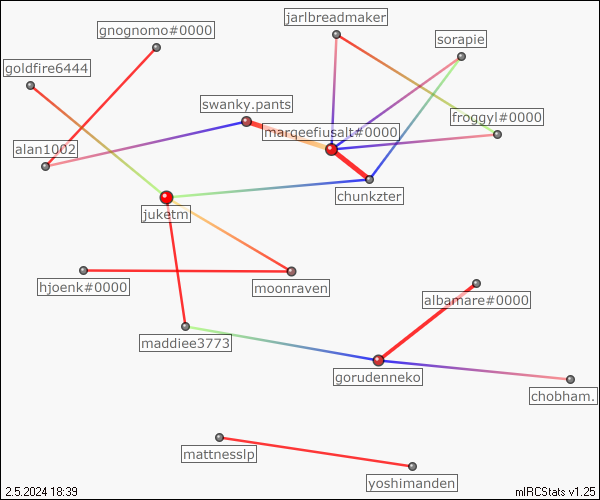 jarlbreadmaker
gnognomo#0000
sorapie
goldfire6444
swanky.pants
froggyl#0000
marqeefiusalt#0000
alan1002
chunkzter
juketm
hjoenk#0000
moonraven
albamare#0000
maddiee3773
gorudenneko
chobham.
mattnesslp
yoshimanden
2.5.2024 18:39
mIRCStats v1.25